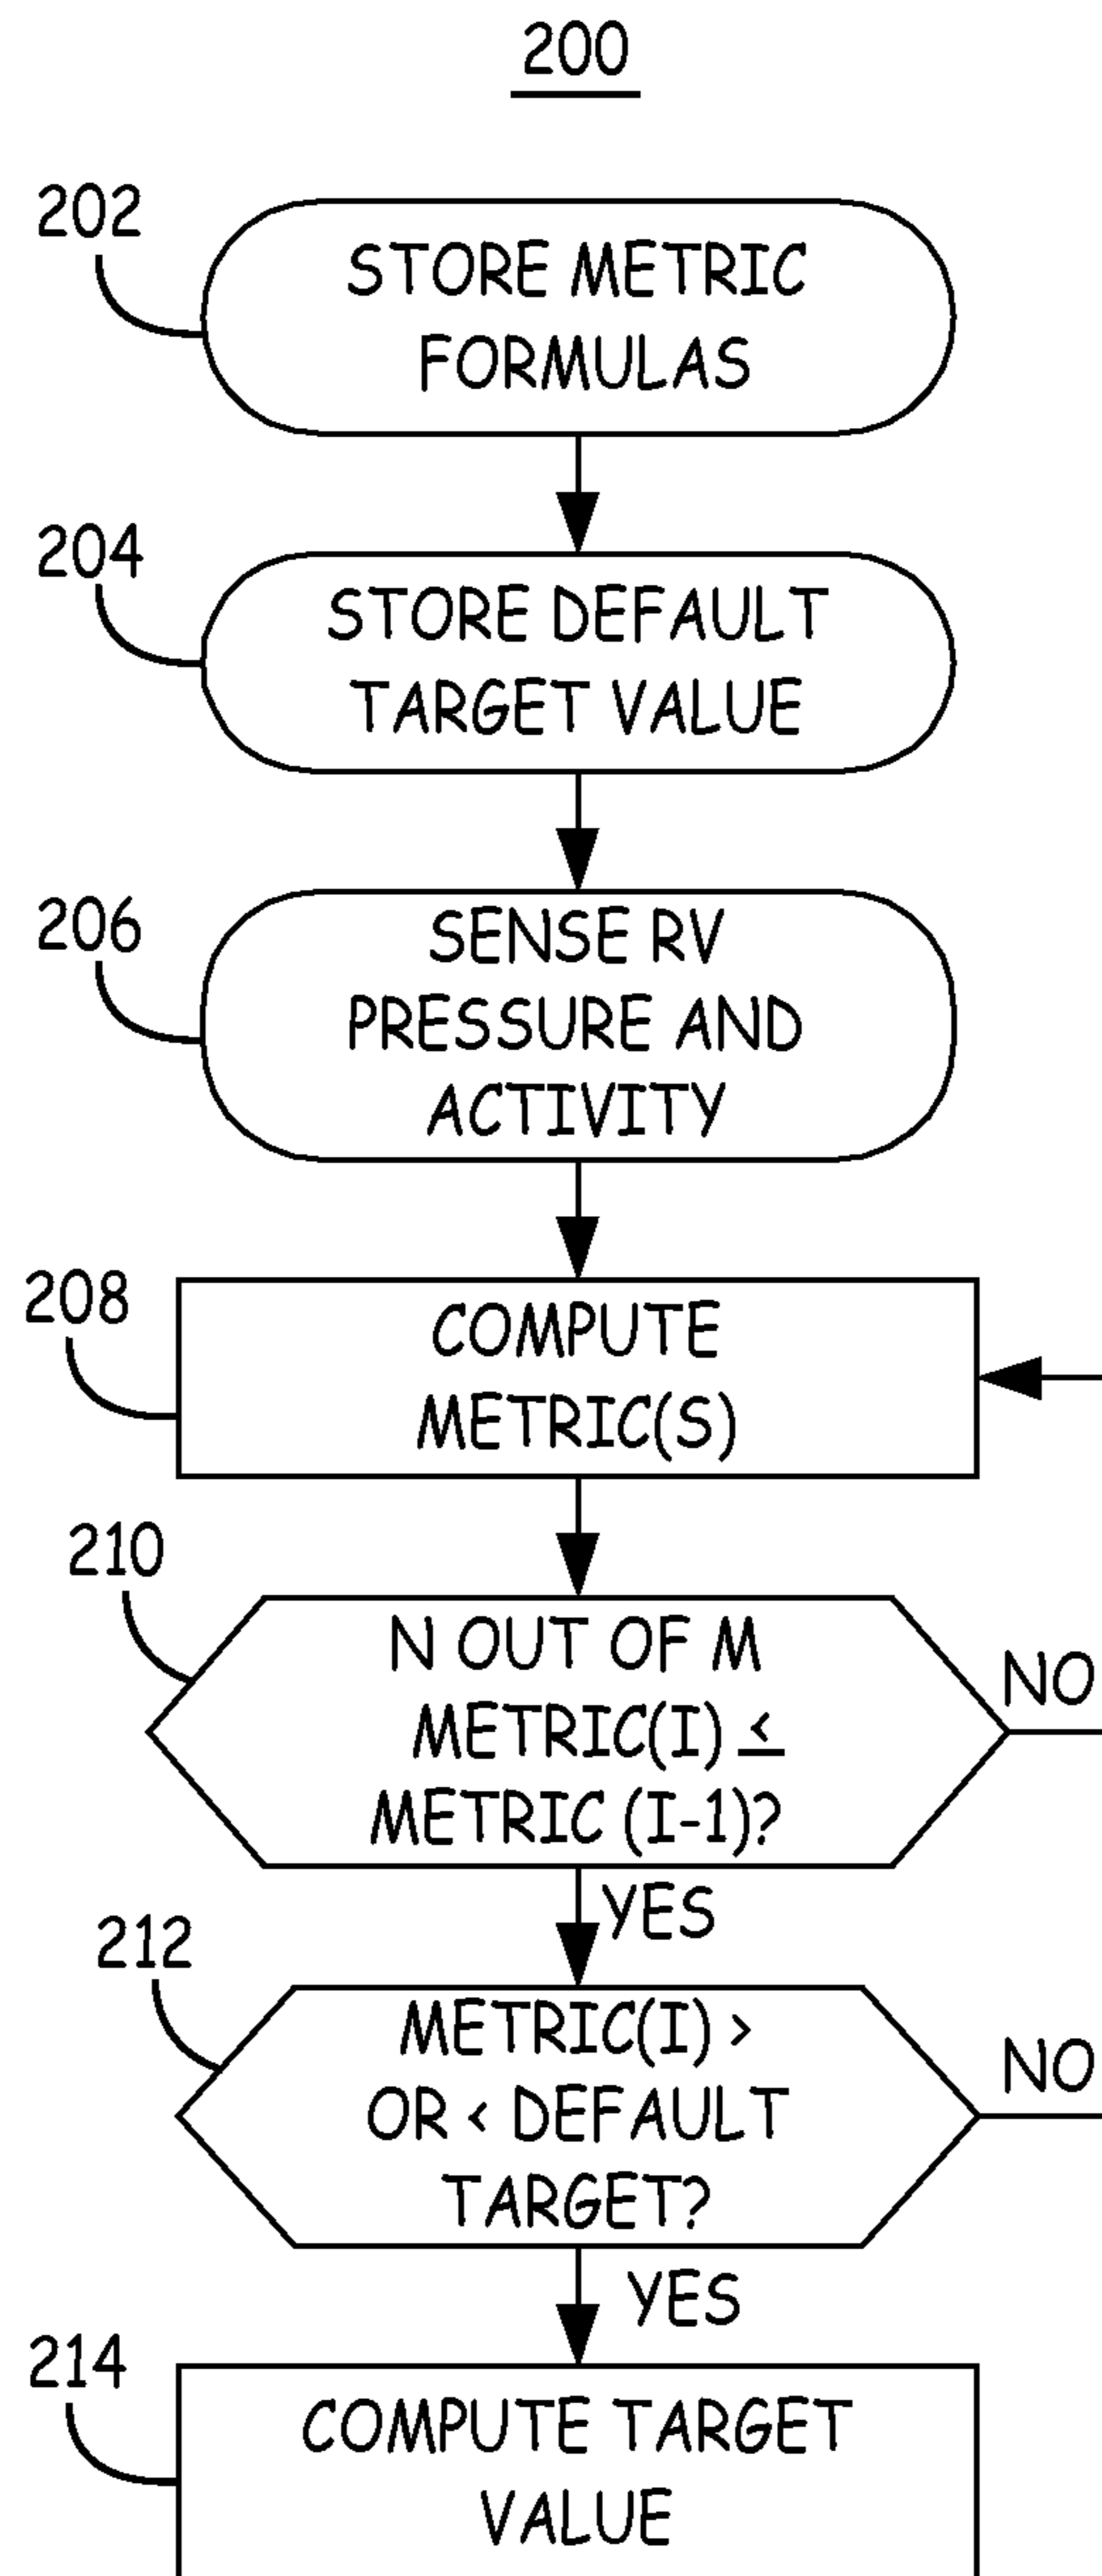 200
202
STORE METRIC
FORMULAS
204
STORE DEFAULT
TARGET VALUE
206
SENSE RV
PRESSURE AND
ACTIVITY
208
COMPUTE
METRIC(S)
210
N OUT OF M
METRIC(I) ≤
METRIC (I-1)?
NO
YES
212
METRIC(I) >
OR < DEFAULT
TARGET?
NO
YES
214
COMPUTE TARGET
VALUE